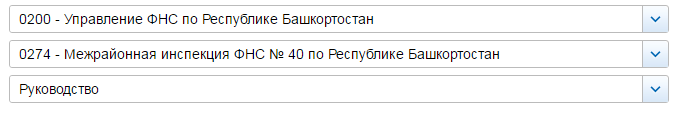 0200 - Управление ФНС по Республике Башкортостан
0274 - Межрайонная инспекция ФНС № 40 по Республике Башкортостан
Руководство